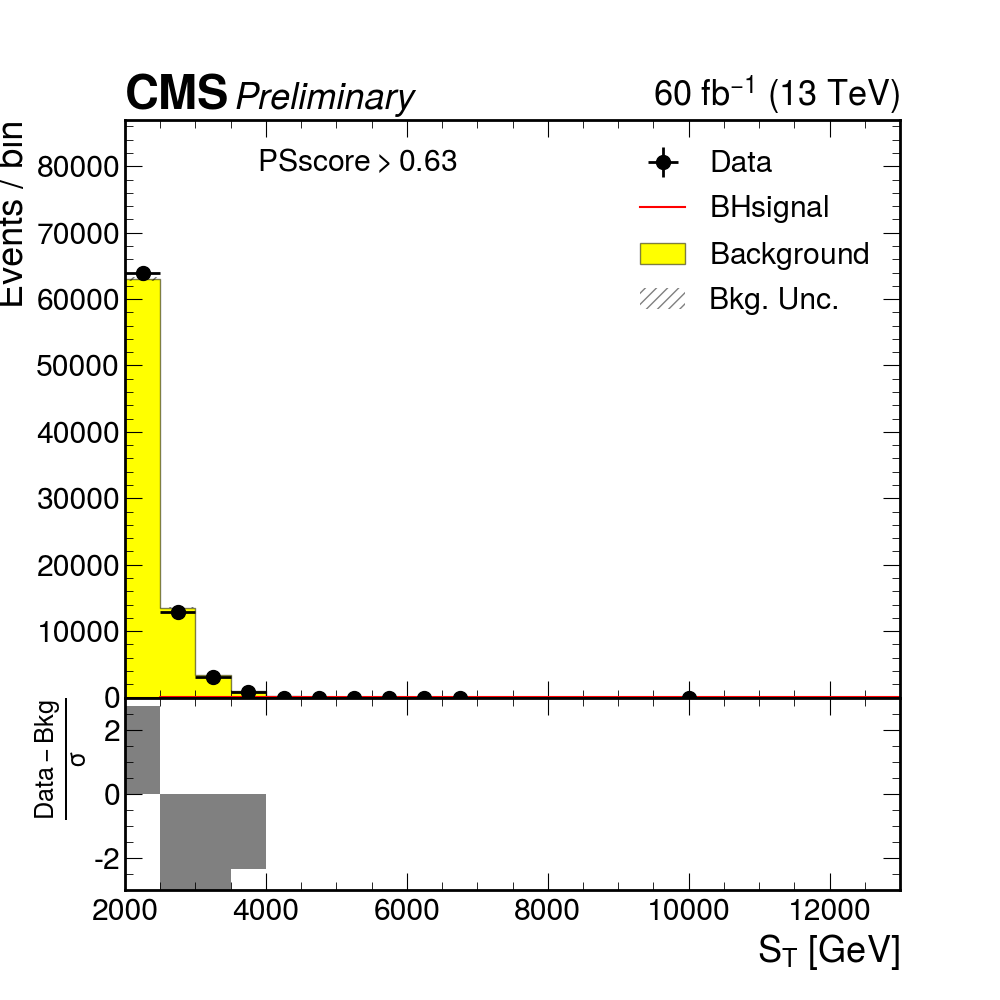 CMS Preliminary
60 fb⁻¹ (13 TeV)
Events / bin
PSscore > 0.63
Data
BHsignal
Background
Bkg. Unc.
80000
70000
60000
50000
40000
30000
20000
10000
0
Data – Bkg
σ
2
0
-2
2000 4000 6000 8000 10000 12000
S_T [GeV]